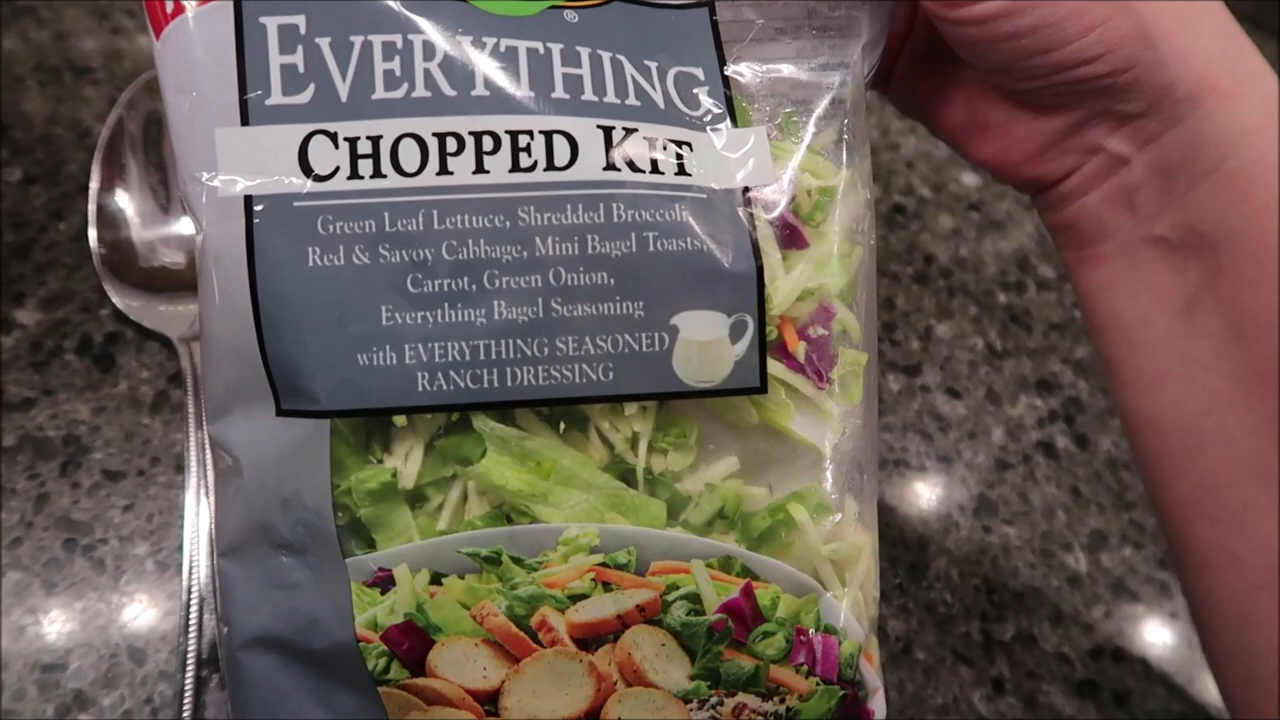 ®
EVERYTHING
CHOPPED KIT
Green Leaf Lettuce, Shredded Broccoli,
Red & Savoy Cabbage, Mini Bagel Toasts,
Carrot, Green Onion,
Everything Bagel Seasoning
with EVERYTHING SEASONED
RANCH DRESSING